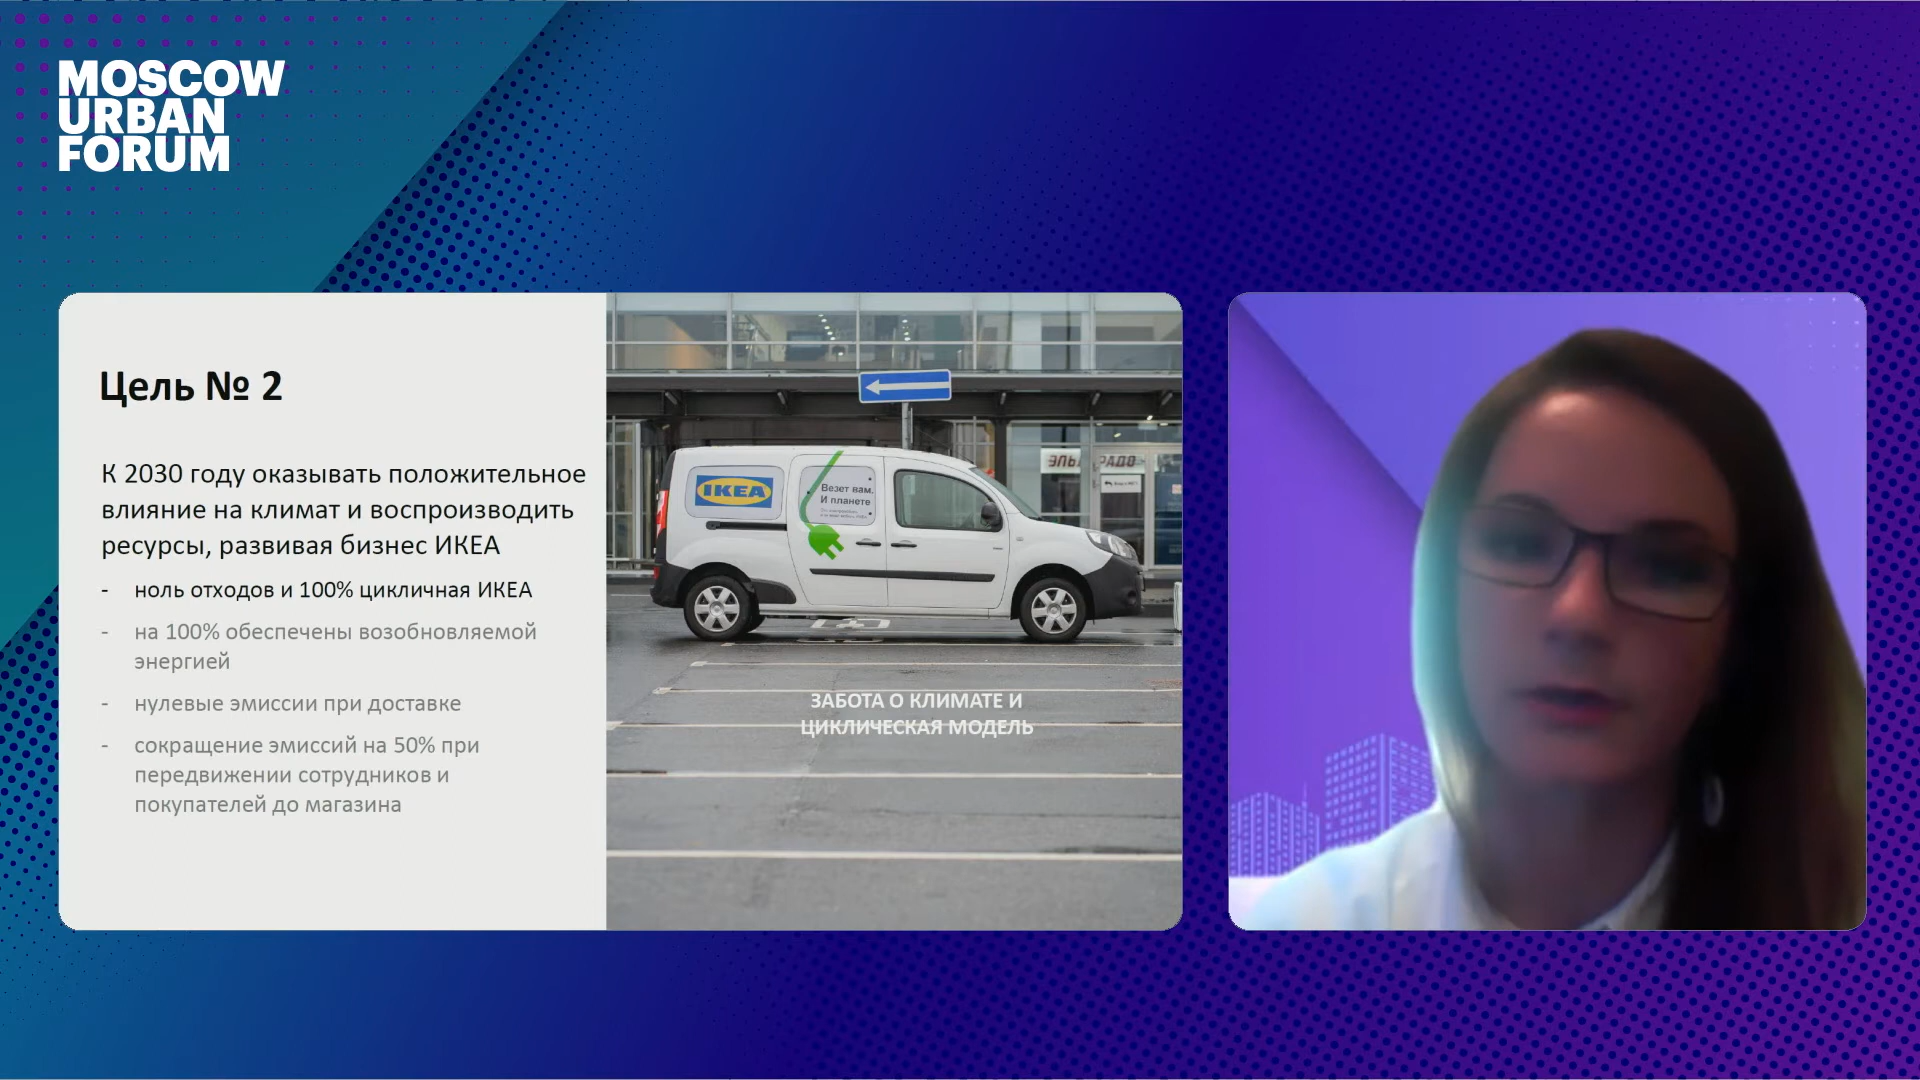 MOSCOW
URBAN
FORUM
Цель № 2
К 2030 году оказывать положительное
влияние на климат и воспроизводить
ресурсы, развивая бизнес ИКЕА
- ноль отходов и 100% цикличная ИКЕА
- на 100% обеспечены возобновляемой
энергией
- нулевые эмиссии при доставке
- сокращение эмиссий на 50% при
передвижении сотрудников и
покупателей до магазина
IKEA
Везет вам.
И планете
ЗАБОТА О КЛИМАТЕ И
ЦИКЛИЧЕСКАЯ МОДЕЛЬ